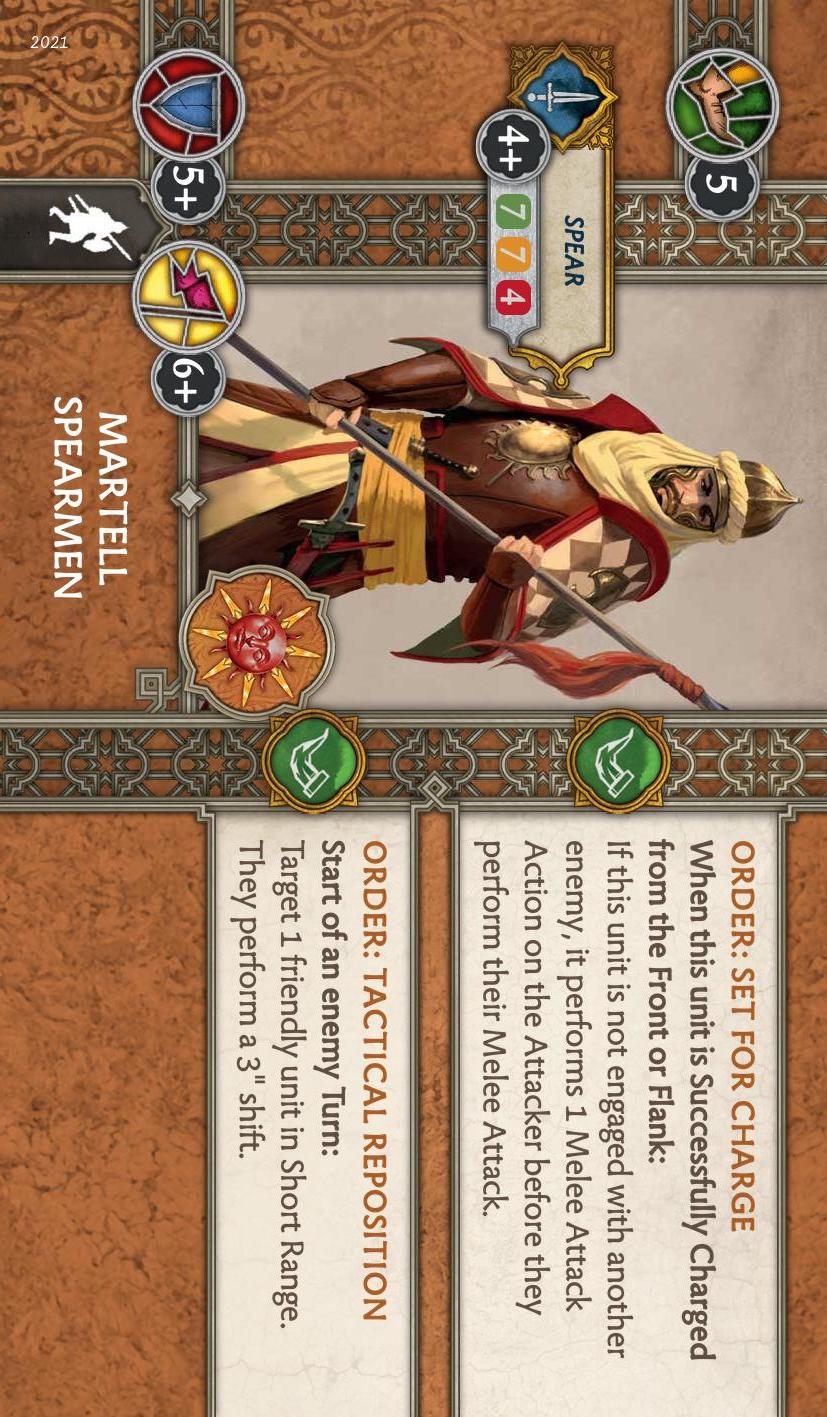 5
SPEAR
4+
7 7 4
5+
6+
MARTELL
SPEARMEN
2021
ORDER: SET FOR CHARGE
When this unit is Successfully Charged
from the Front or Flank:
If this unit is not engaged with another
enemy, it performs 1 Melee Attack
Action on the Attacker before they
perform their Melee Attack.
ORDER: TACTICAL REPOSITION
Start of an enemy Turn:
Target 1 friendly unit in Short Range.
They perform a 3" shift.